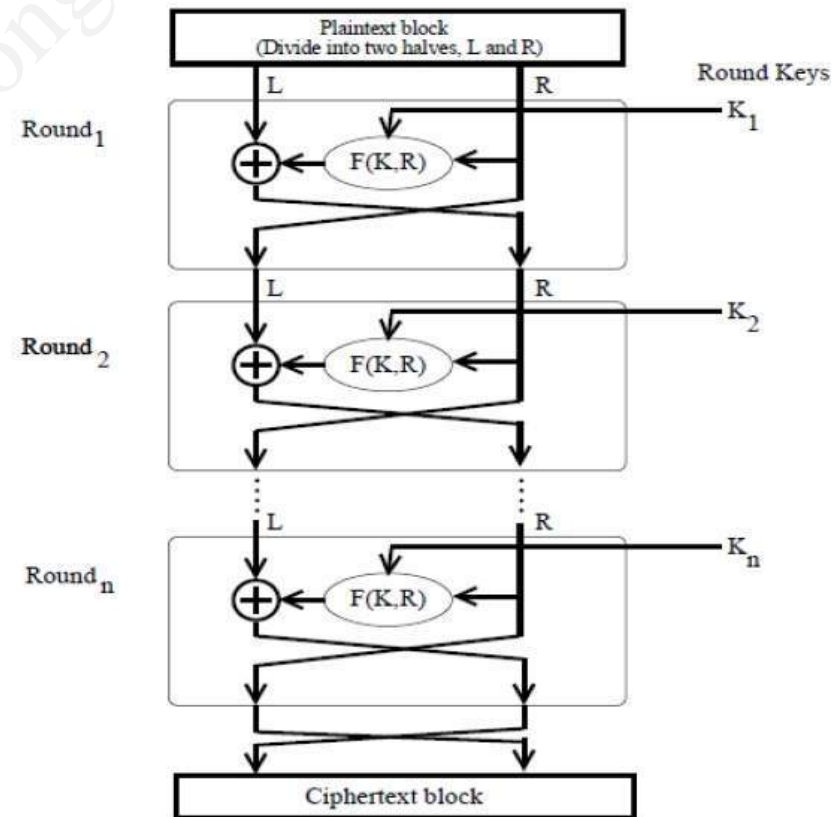 Plaintext block
(Divide into two halves, L and R)
Round Keys
L
R
K1
Round1
F(K,R)
L
R
K2
Round2
F(K,R)
L
R
Kn
Roundn
F(K,R)
Ciphertext block